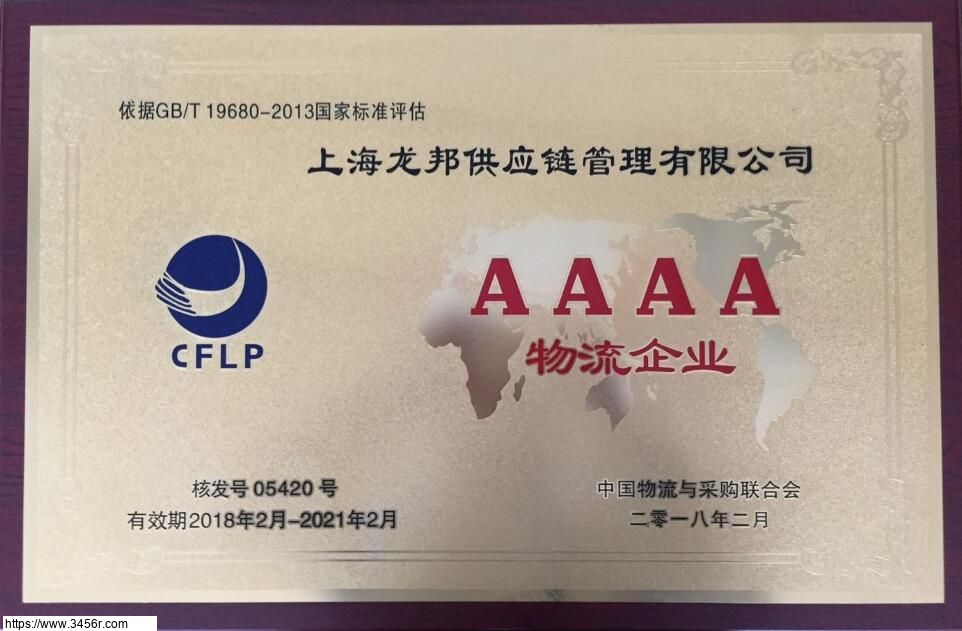 依据GB/T 19680-2013国家标准评估
上海龙邦供应链管理有限公司
AAAA
物流企业
CFLP
核发号 05420 号
有效期2018年2月-2021年2月
中国物流与采购联合会
二零一八年二月
https://www.3456r.com